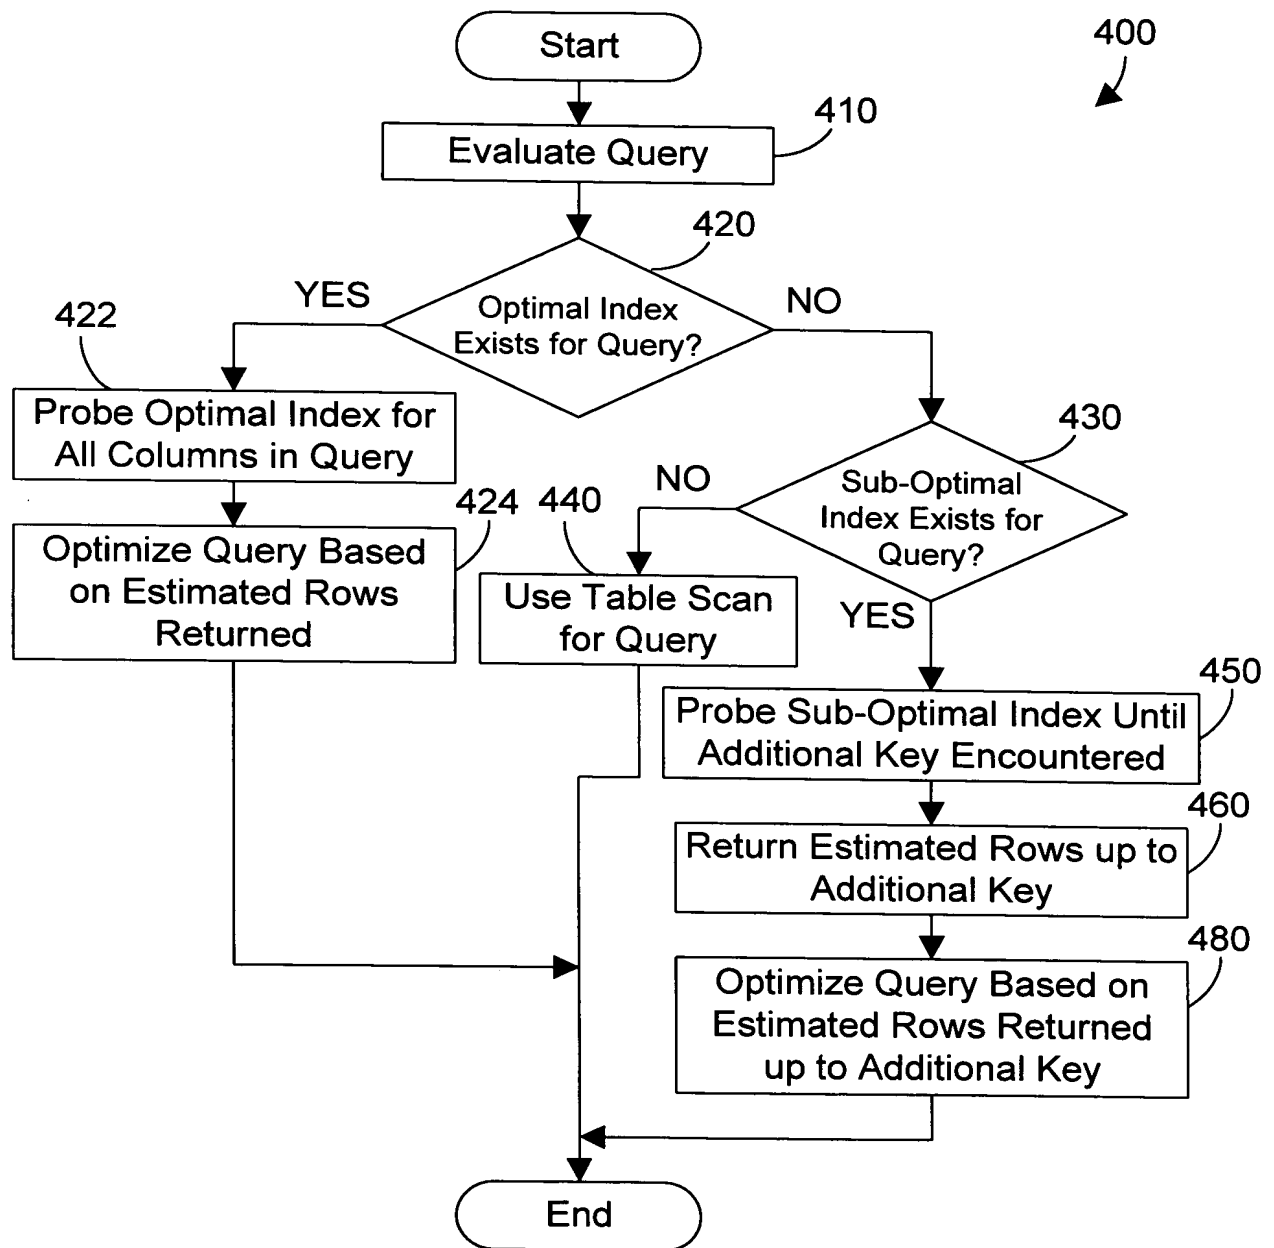 Start
400
410
Evaluate Query
420
YES
Optimal Index
Exists for Query?
NO
422
Probe Optimal Index for
All Columns in Query
430
NO
Sub-Optimal
Index Exists for
Query?
424
440
Optimize Query Based
on Estimated Rows
Returned
Use Table Scan
for Query
YES
450
Probe Sub-Optimal Index Until
Additional Key Encountered
460
Return Estimated Rows up to
Additional Key
480
Optimize Query Based on
Estimated Rows Returned
up to Additional Key
End